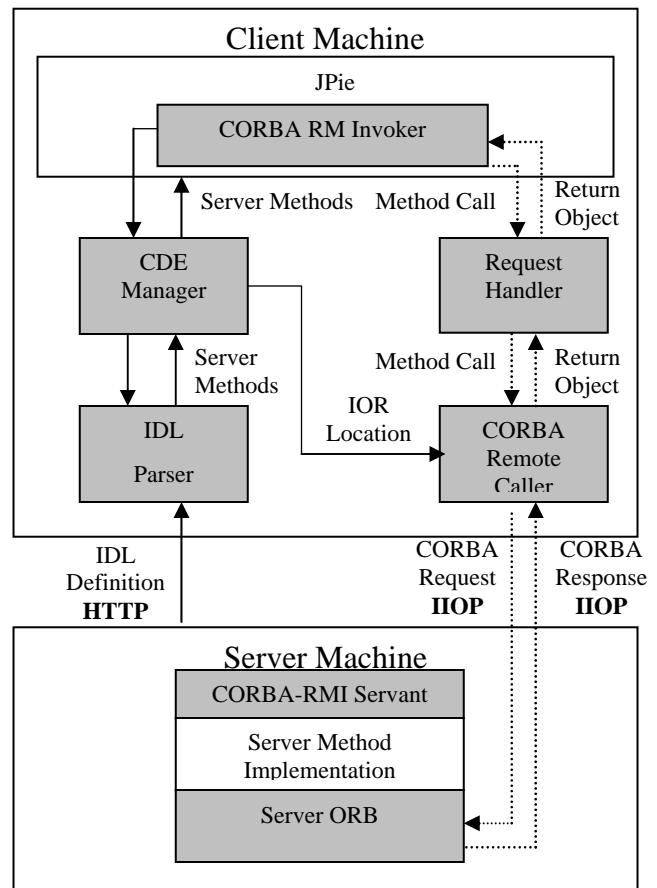 Client Machine
JPie
CORBA RM Invoker
Server Methods
Method Call
Return
Object
CDE
Manager
Request
Handler
Server
Methods
Method Call
Return
Object
IOR
Location
IDL
Parser
CORBA
Remote
Caller
IDL
Definition
HTTP
CORBA
Request
IIOP
CORBA
Response
IIOP
Server Machine
CORBA-RMI Servant
Server Method
Implementation
Server ORB